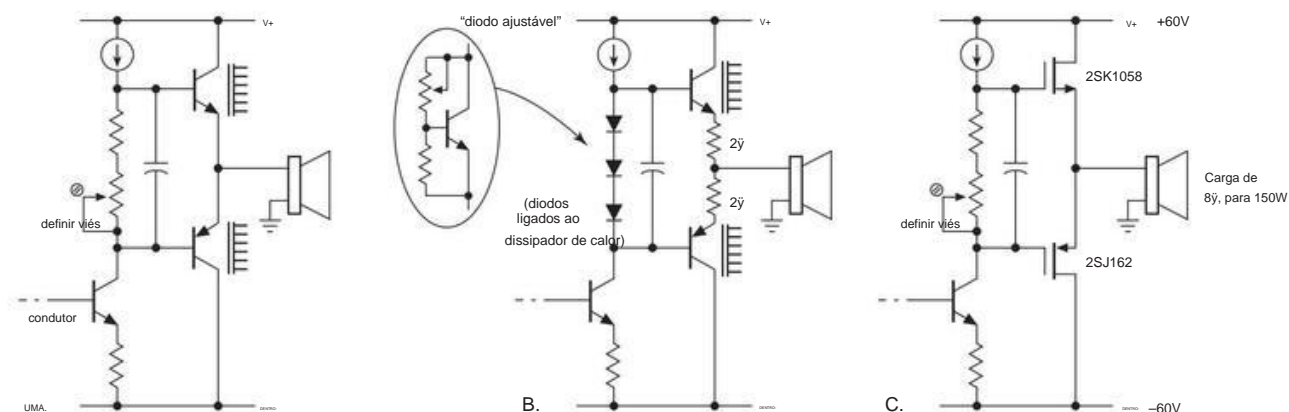 V+
definir viés
condutor
UMA.
"diodo ajustável"
V+
2ÿ
2ÿ
(diodos
ligados ao
dissipador de calor)
B.
V+
+60V
2SK1058
definir viés
Carga de
8ÿ, para 150W
2SJ162
C.
–60V